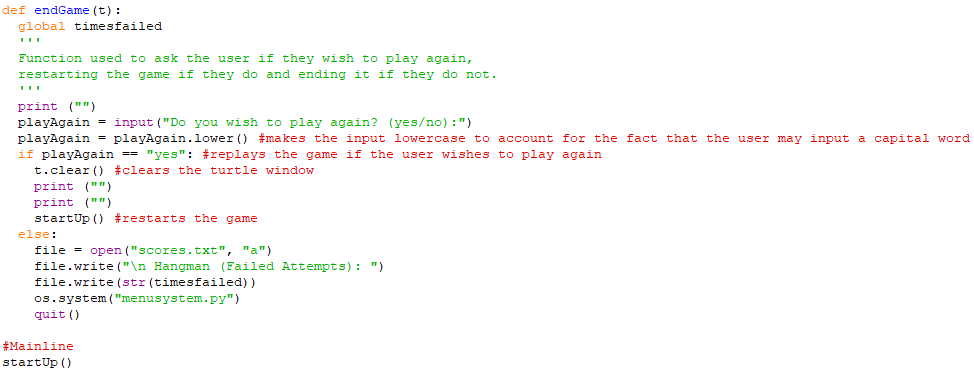 def endGame(t):
  global timesfailed
  '''
  Function used to ask the user if they wish to play again,
  restarting the game if they do and ending it if they do not.
  '''
  print ("")
  playAgain = input("Do you wish to play again? (yes/no):")
  playAgain = playAgain.lower() #makes the input lowercase to account for the fact that the user may input a capital word
  if playAgain == "yes": #replays the game if the user wishes to play again
    t.clear() #clears the turtle window
    print ("")
    print ("")
    startUp() #restarts the game
  else:
    file = open("scores.txt", "a")
    file.write("\n Hangman (Failed Attempts): ")
    file.write(str(timesfailed))
    os.system("menusystem.py")
    quit()

#Mainline
startUp()